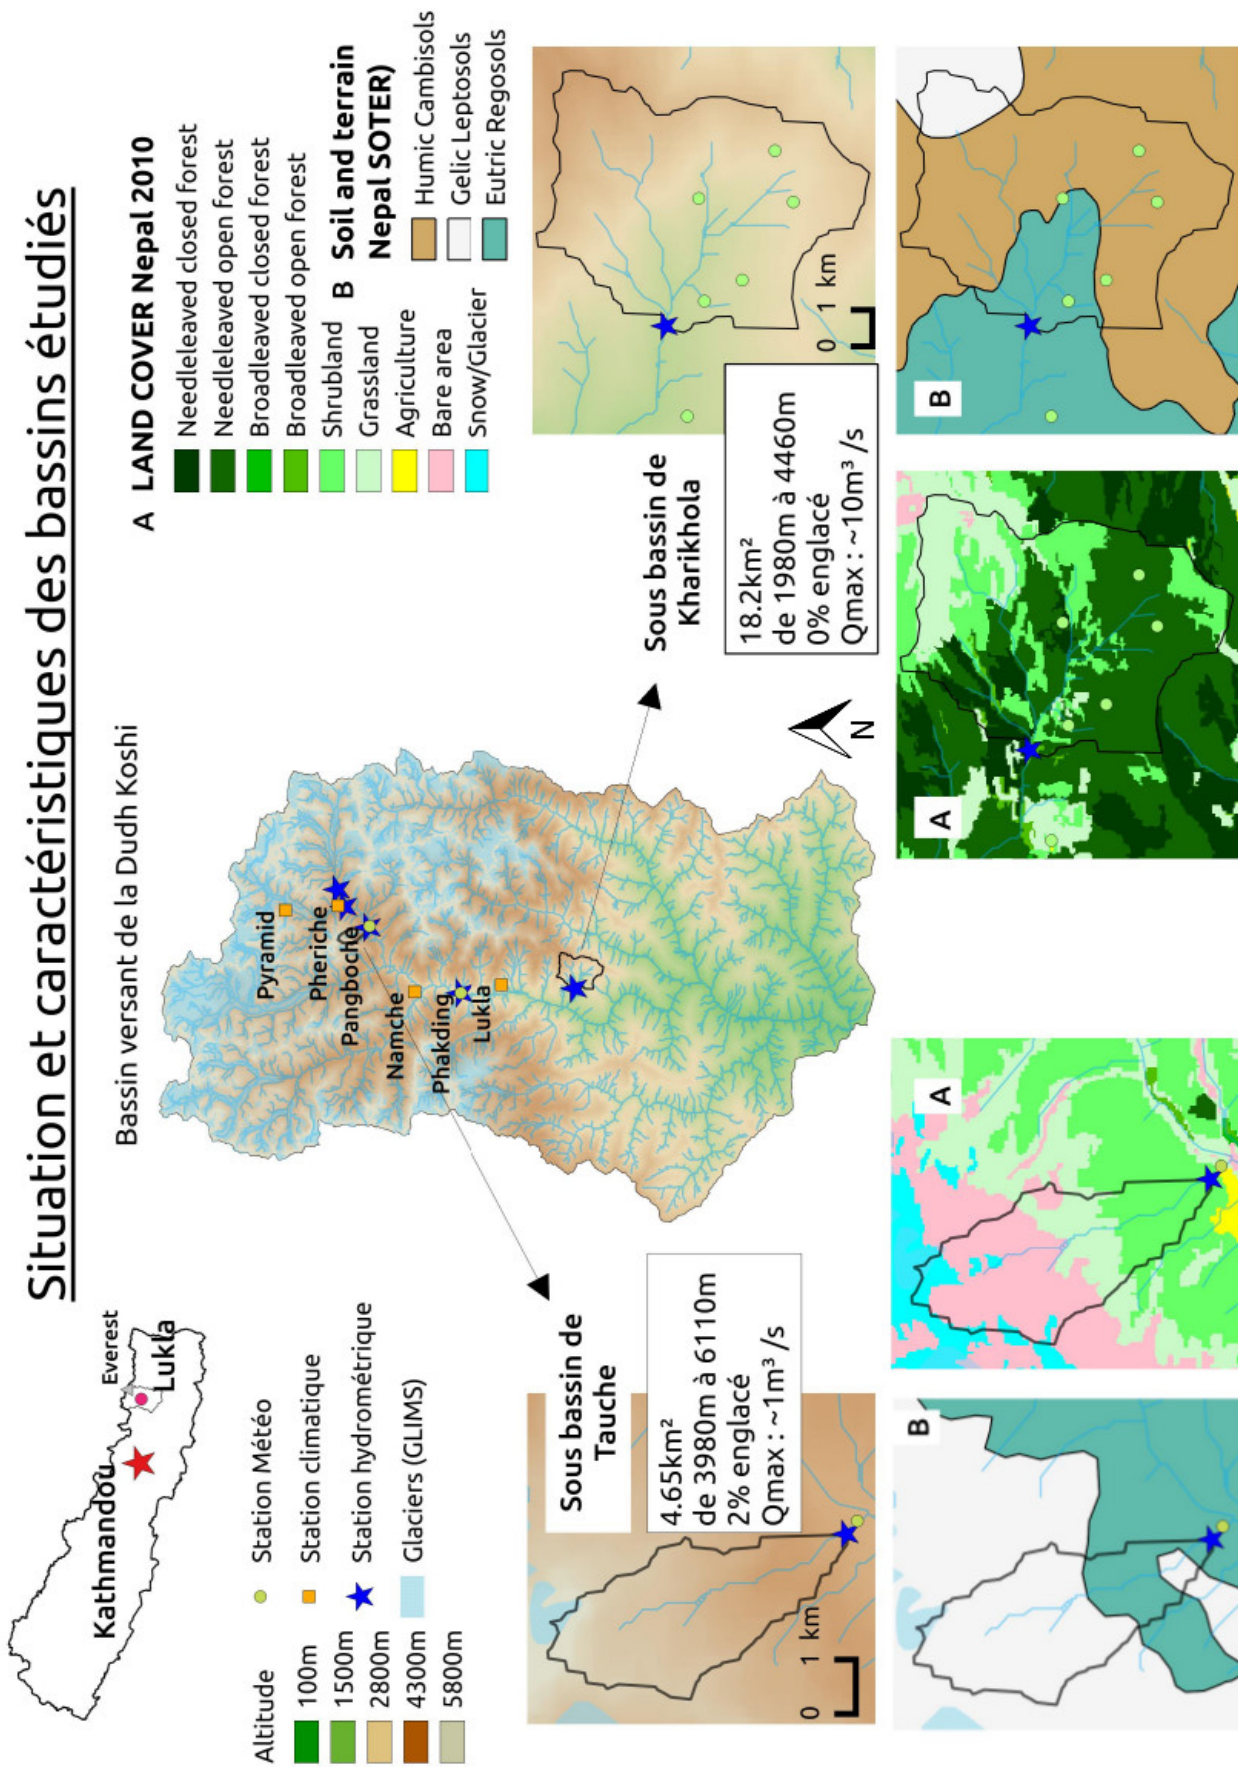 Situation et caractéristiques des bassins étudiés
Kathmandou
Everest
Lukla
Altitude
100m
1500m
2800m
4300m
5800m
Station Météo
Station climatique
Station hydrométrique
Glaciers (GLIMS)
Bassin versant de la Dudh Koshi
Pyramid
Pheriche
Pangboche
Namche
Phakding
Lukla
N
A LAND COVER Nepal 2010
Needleleaved closed forest
Needleleaved open forest
Broadleaved closed forest
Broadleaved open forest
Shrubland
Grassland
Agriculture
Bare area
Snow/Glacier
B Soil and terrain
Nepal SOTER)
Humic Cambisols
Gelic Leptosols
Eutric Regosols
Sous bassin de
Tauche
4.65km²
de 3980m à 6110m
2% englacé
Qmax : ~1m³ /s
0 1 km
B
A
Sous bassin de
Kharikhola
18.2km²
de 1980m à 4460m
0% englacé
Qmax : ~10m³ /s
0 1 km
A
B